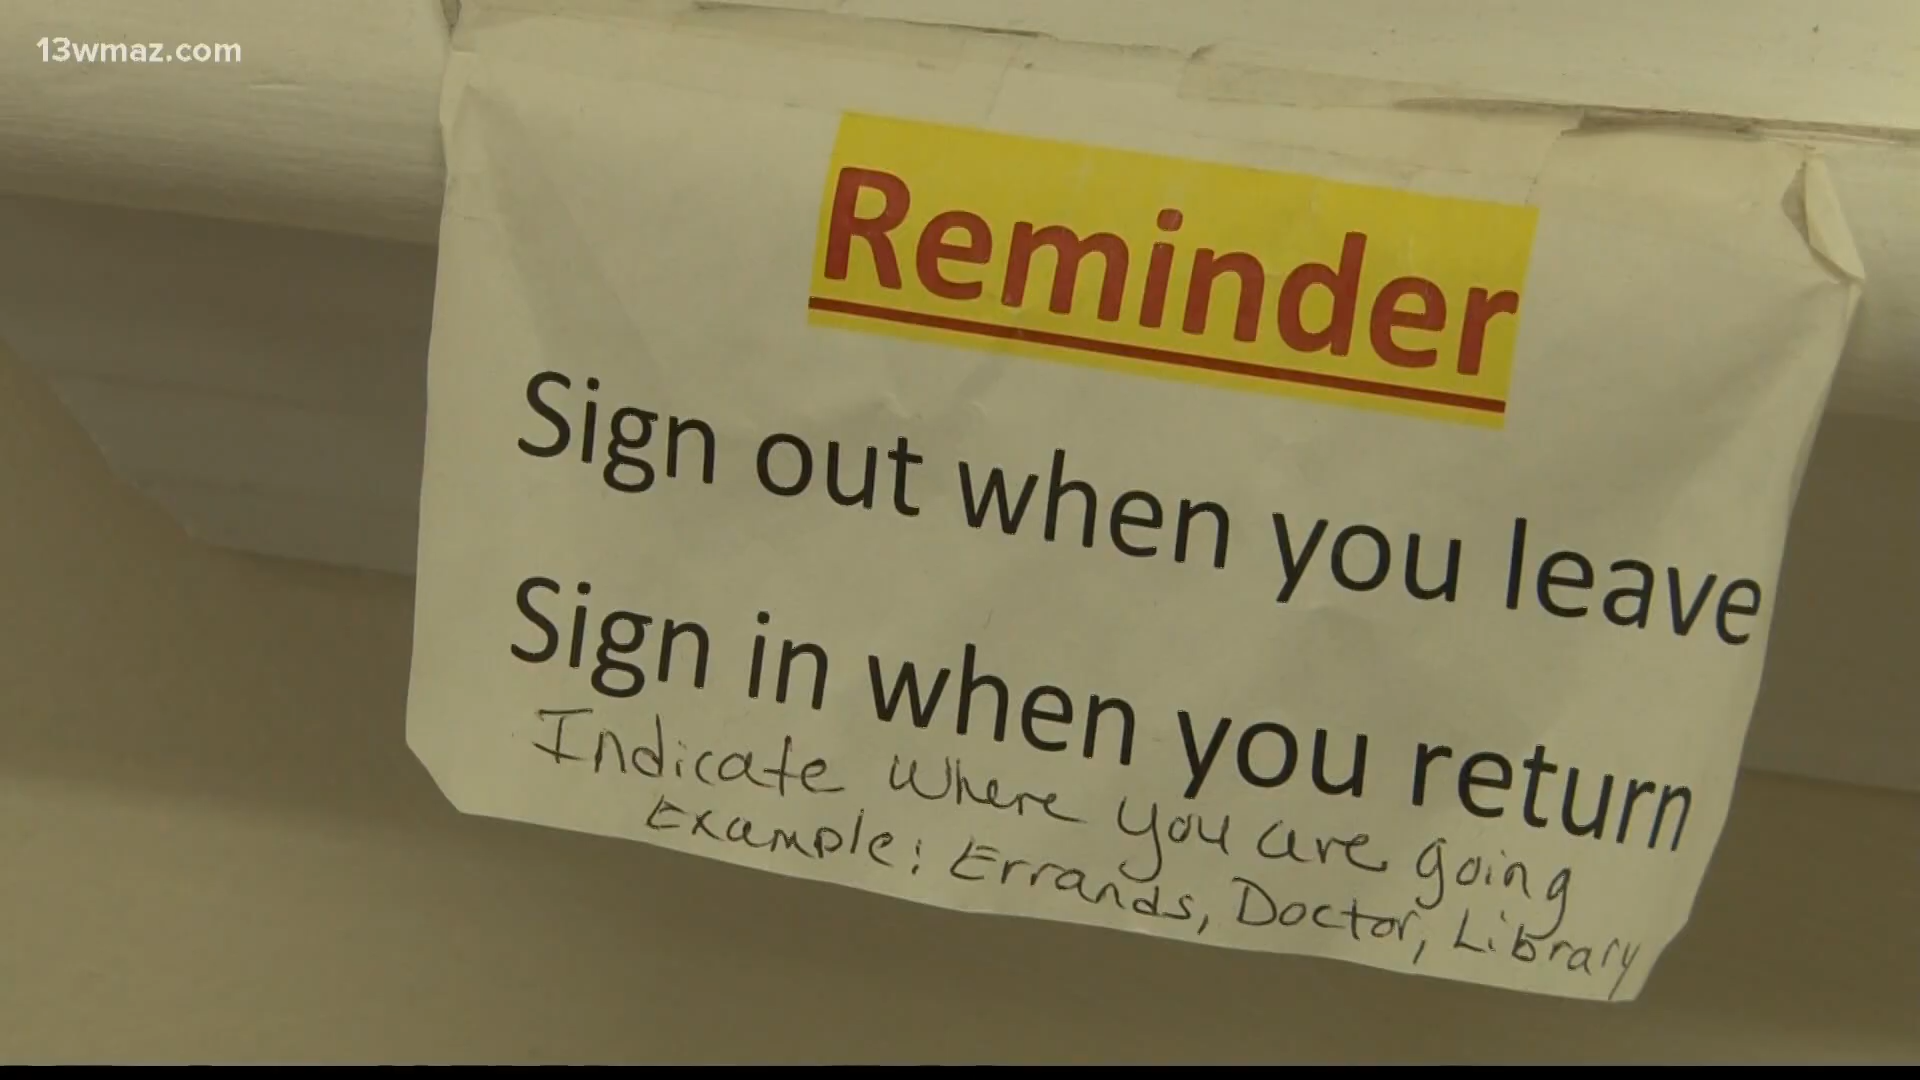 13wmaz.com
Reminder
Sign out when you leave
Sign in when you return
Indicate where you are going
Example: Errands, Doctor, Library